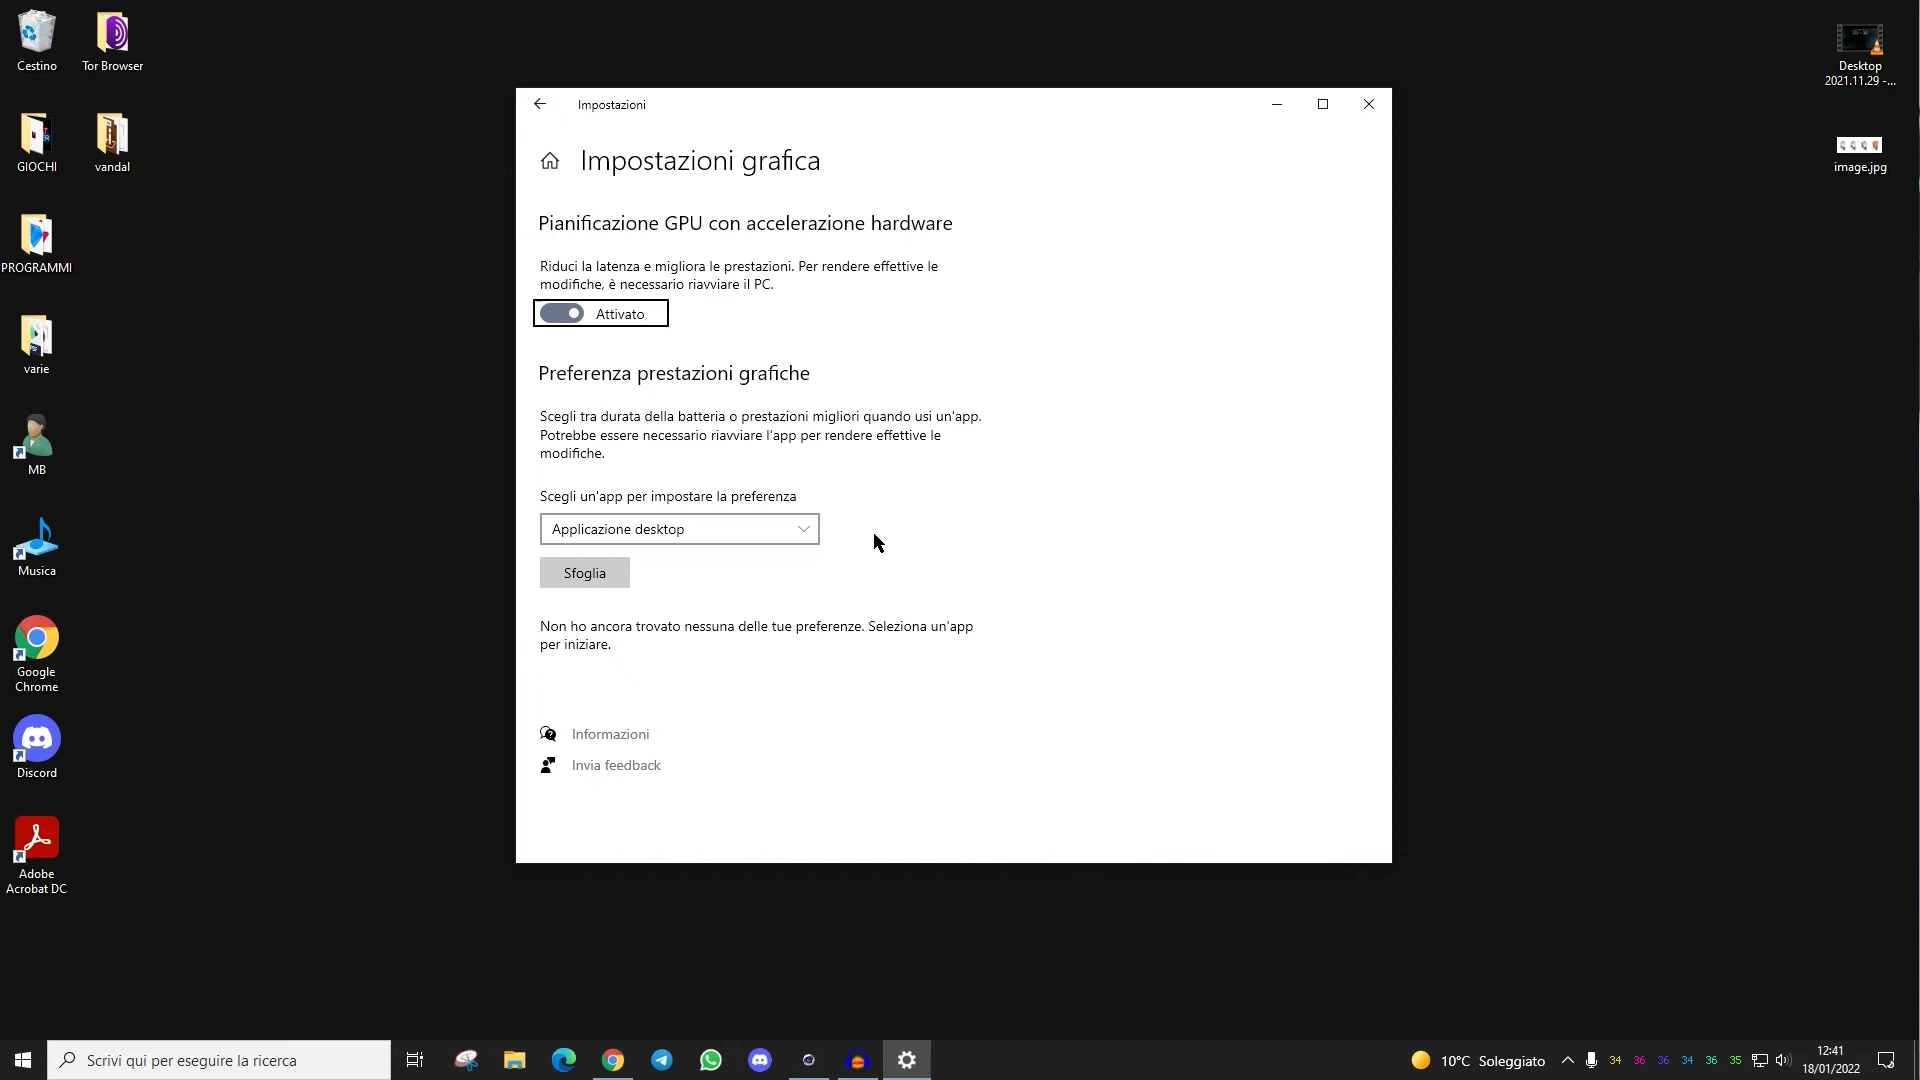 Cestino
Tor Browser
GIOCHI
vandal
PROGRAMMI
varie
MB
Musica
Google
Chrome
Discord
Adobe
Acrobat DC
Impostazioni
Impostazioni grafica
Pianificazione GPU con accelerazione hardware
Riduci la latenza e migliora le prestazioni. Per rendere effettive le
modifiche, è necessario riavviare il PC.
Attivato
Preferenza prestazioni grafiche
Scegli tra durata della batteria o prestazioni migliori quando usi un'app.
Potrebbe essere necessario riavviare l'app per rendere effettive le
modifiche.
Scegli un'app per impostare la preferenza
Applicazione desktop
Sfoglia
Non ho ancora trovato nessuna delle tue preferenze. Seleziona un'app
per iniziare.
Informazioni
Invia feedback
Desktop
2021.11.29 -...
image.jpg
Scrivi qui per eseguire la ricerca
10°C Soleggiato
34 36 36 34 36 35
12:41
18/01/2022